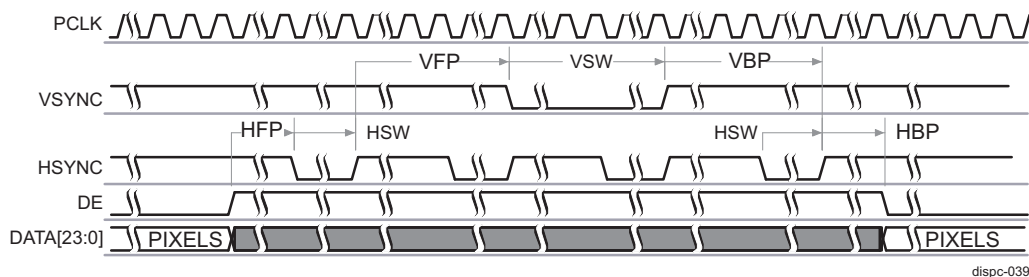 PCLK
VFP VSW VBP
VSYNC
HFP HSW HSW HBP
HSYNC
DE
DATA[23:0] PIXELS PIXELS
dispc-039